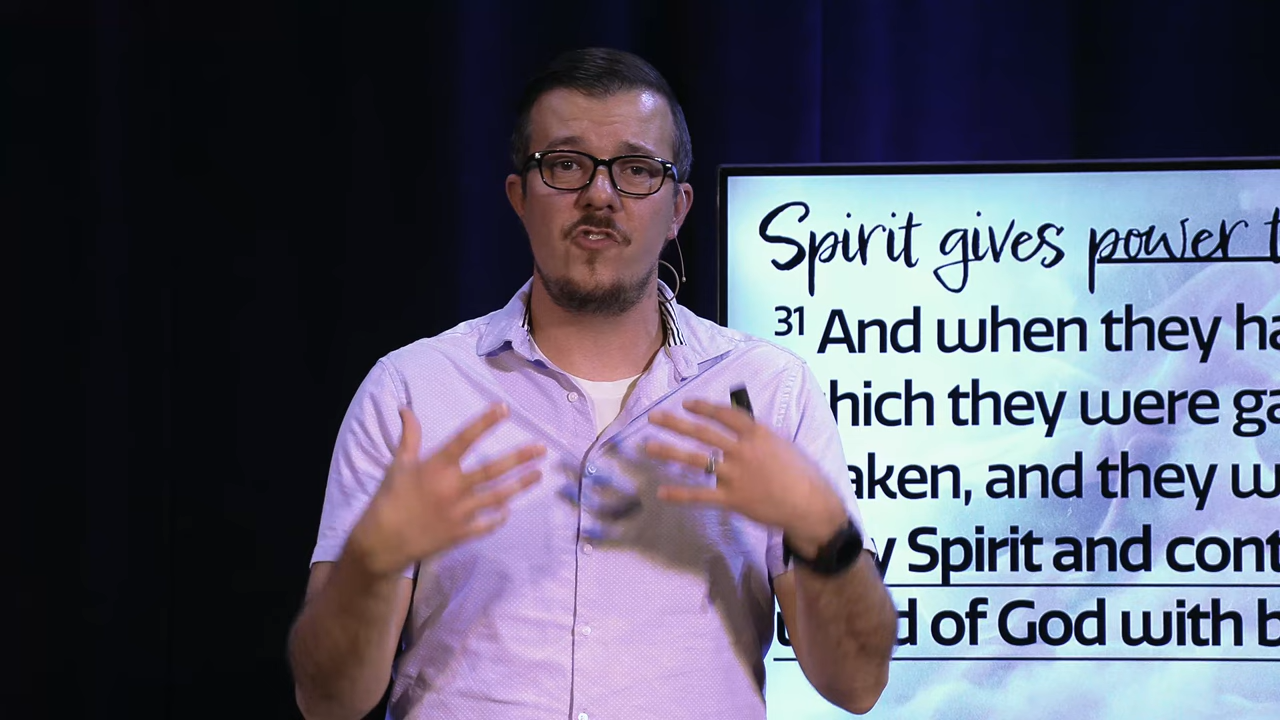 Spirit gives power t
31 And when they ha
hich they were ga
aken, and they w
y Spirit and cont
d of God with b